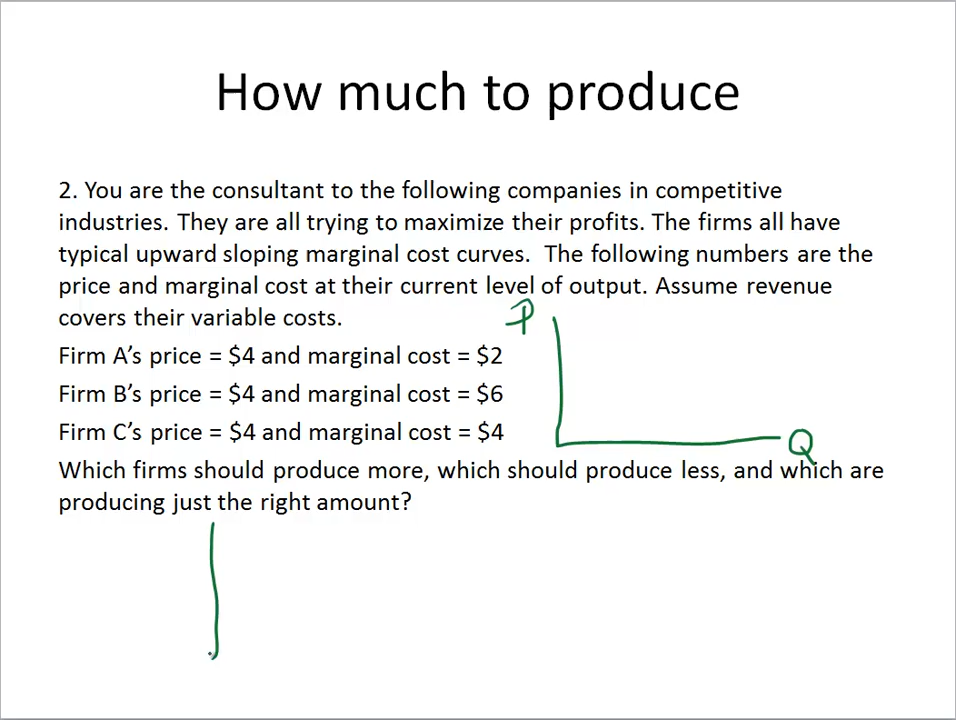 How much to produce
2. You are the consultant to the following companies in competitive
industries. They are all trying to maximize their profits. The firms all have
typical upward sloping marginal cost curves.  The following numbers are the
price and marginal cost at their current level of output. Assume revenue
covers their variable costs.
P
Firm A’s price = $4 and marginal cost = $2
Firm B’s price = $4 and marginal cost = $6
Firm C’s price = $4 and marginal cost = $4
Q
Which firms should produce more, which should produce less, and which are
producing just the right amount?